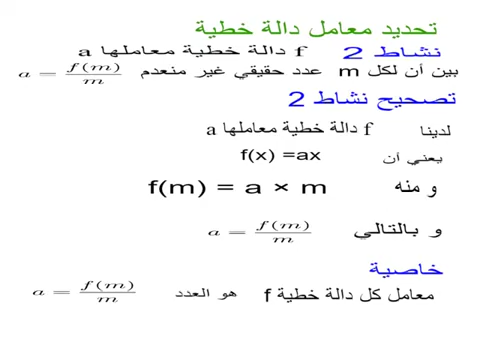 تحديد معامل دالة خطية
نشاط 2 f دالة خطية معاملها a
بين أن لكل m عدد حقيقي غير منعدم a = f(m)/m
تصحيح نشاط 2
لدينا f دالة خطية معاملها a
يعني أن f(x) =ax
و منه f(m) = a × m
و بالتالي a = f(m)/m
خاصية
معامل كل دالة خطية f هو العدد a = f(m)/m